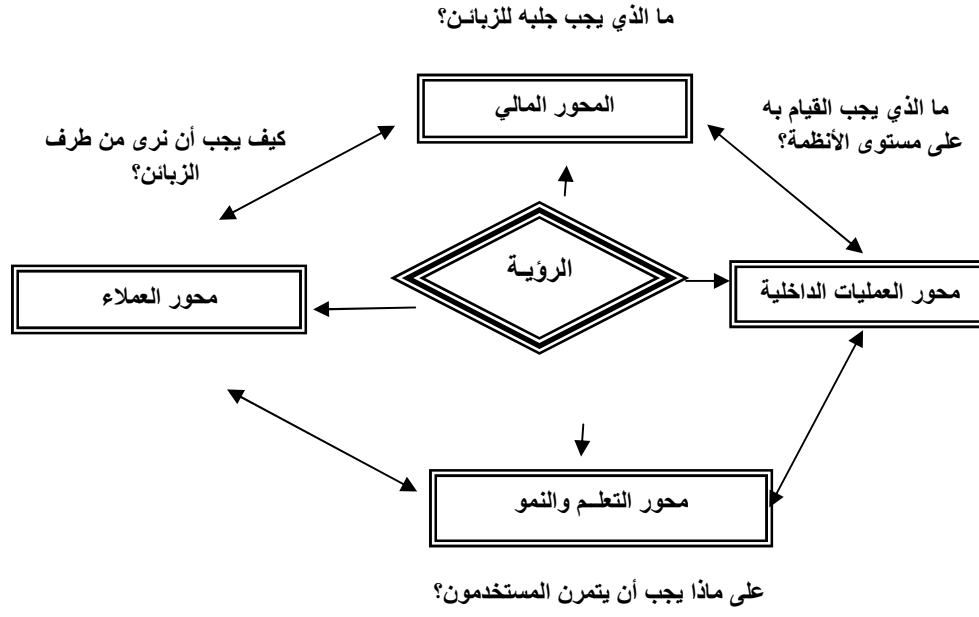 ما الذي يجب جلبه للزبائـن؟
المحور المالي
ما الذي يجب القيام به
على مستوى الأنظمة؟
كيف يجب أن نرى من طرف
الزبائن؟
الرؤيـة
محور العمليات الداخلية
محور العملاء
محور التعلــم والنمو
على ماذا يجب أن يتمرن المستخدمون؟